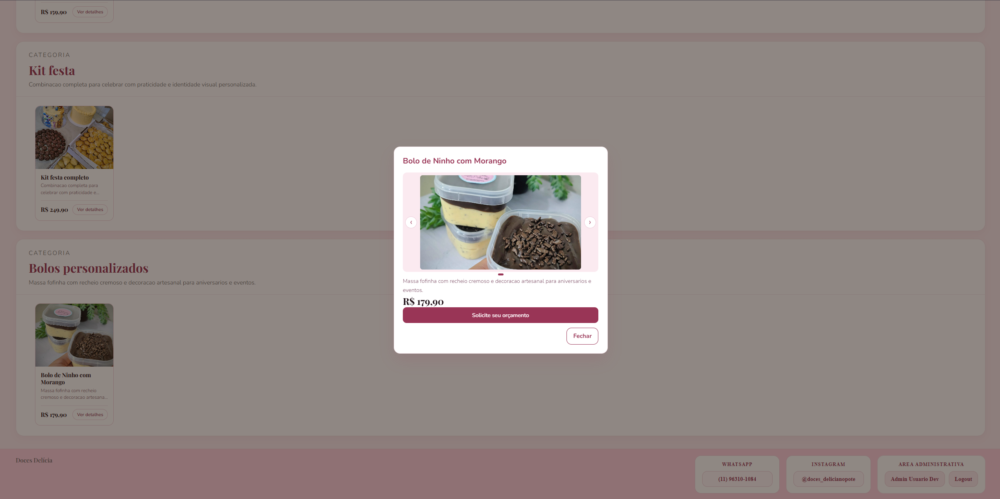 R$ 159,90
Ver detalhes
CATEGORIA
Kit festa
Combinacao completa para celebrar com praticidade e identidade visual personalizada.
Kit festa completo
Combinacao completa para
celebrar com praticidade e...
R$ 249,90
Ver detalhes
CATEGORIA
Bolos personalizados
Massa fofinha com recheio cremoso e decoracao artesanal para aniversarios e eventos.
Bolo de Ninho com
Morango
Massa fofinha com recheio
cremoso e decoracao artesana...
R$ 179,90
Ver detalhes
Bolo de Ninho com Morango
‹
›
Massa fofinha com recheio cremoso e decoracao artesanal para aniversarios e
eventos.
R$ 179,90
Solicite seu orçamento
Fechar
Doces Delícia
WHATSAPP
(11) 96310-1084
INSTAGRAM
@doces_delicianopote
AREA ADMINISTRATIVA
Admin Usuario Dev
Logout